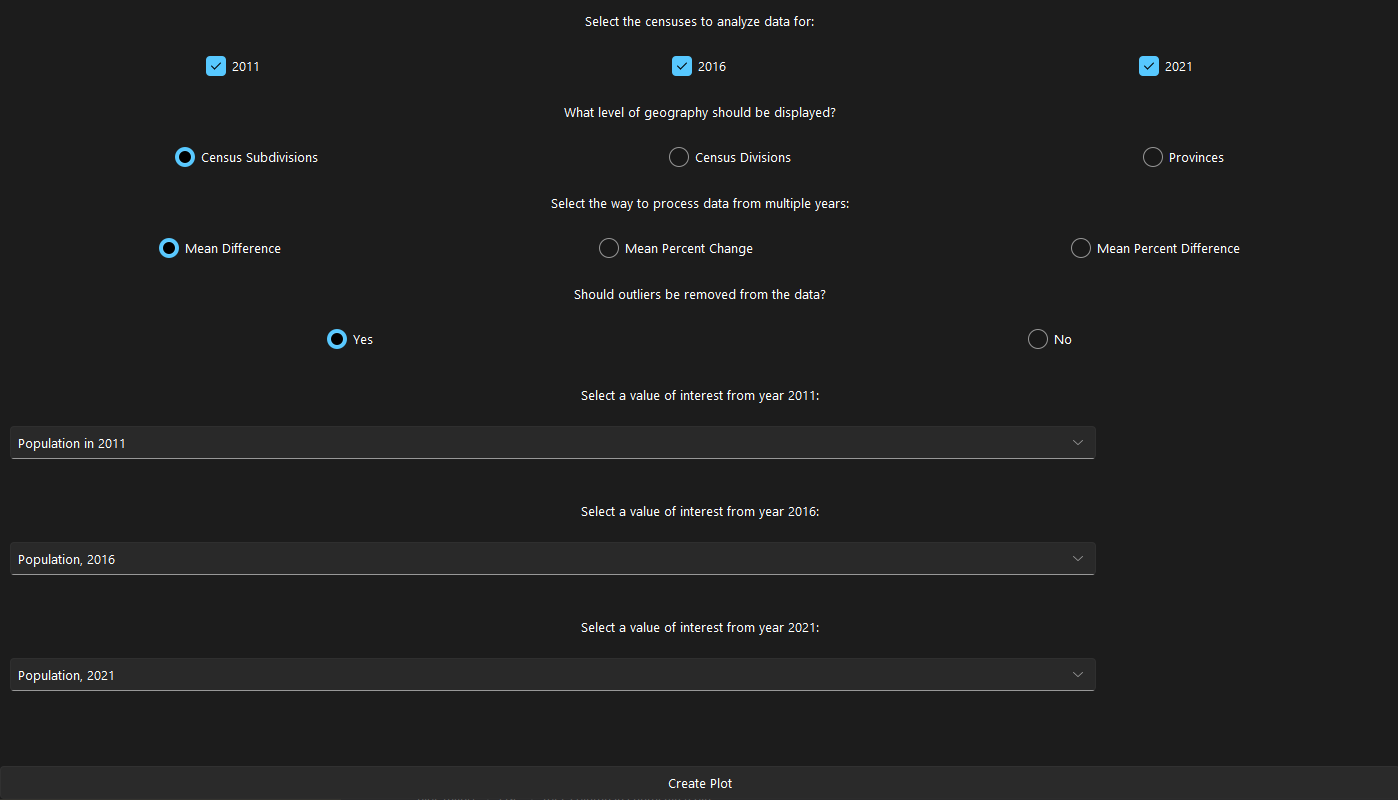 Select the censuses to analyze data for:
2011 2016 2021
What level of geography should be displayed?
Census Subdivisions Census Divisions Provinces
Select the way to process data from multiple years:
Mean Difference Mean Percent Change Mean Percent Difference
Should outliers be removed from the data?
Yes No
Select a value of interest from year 2011:
Population in 2011
Select a value of interest from year 2016:
Population, 2016
Select a value of interest from year 2021:
Population, 2021
Create Plot